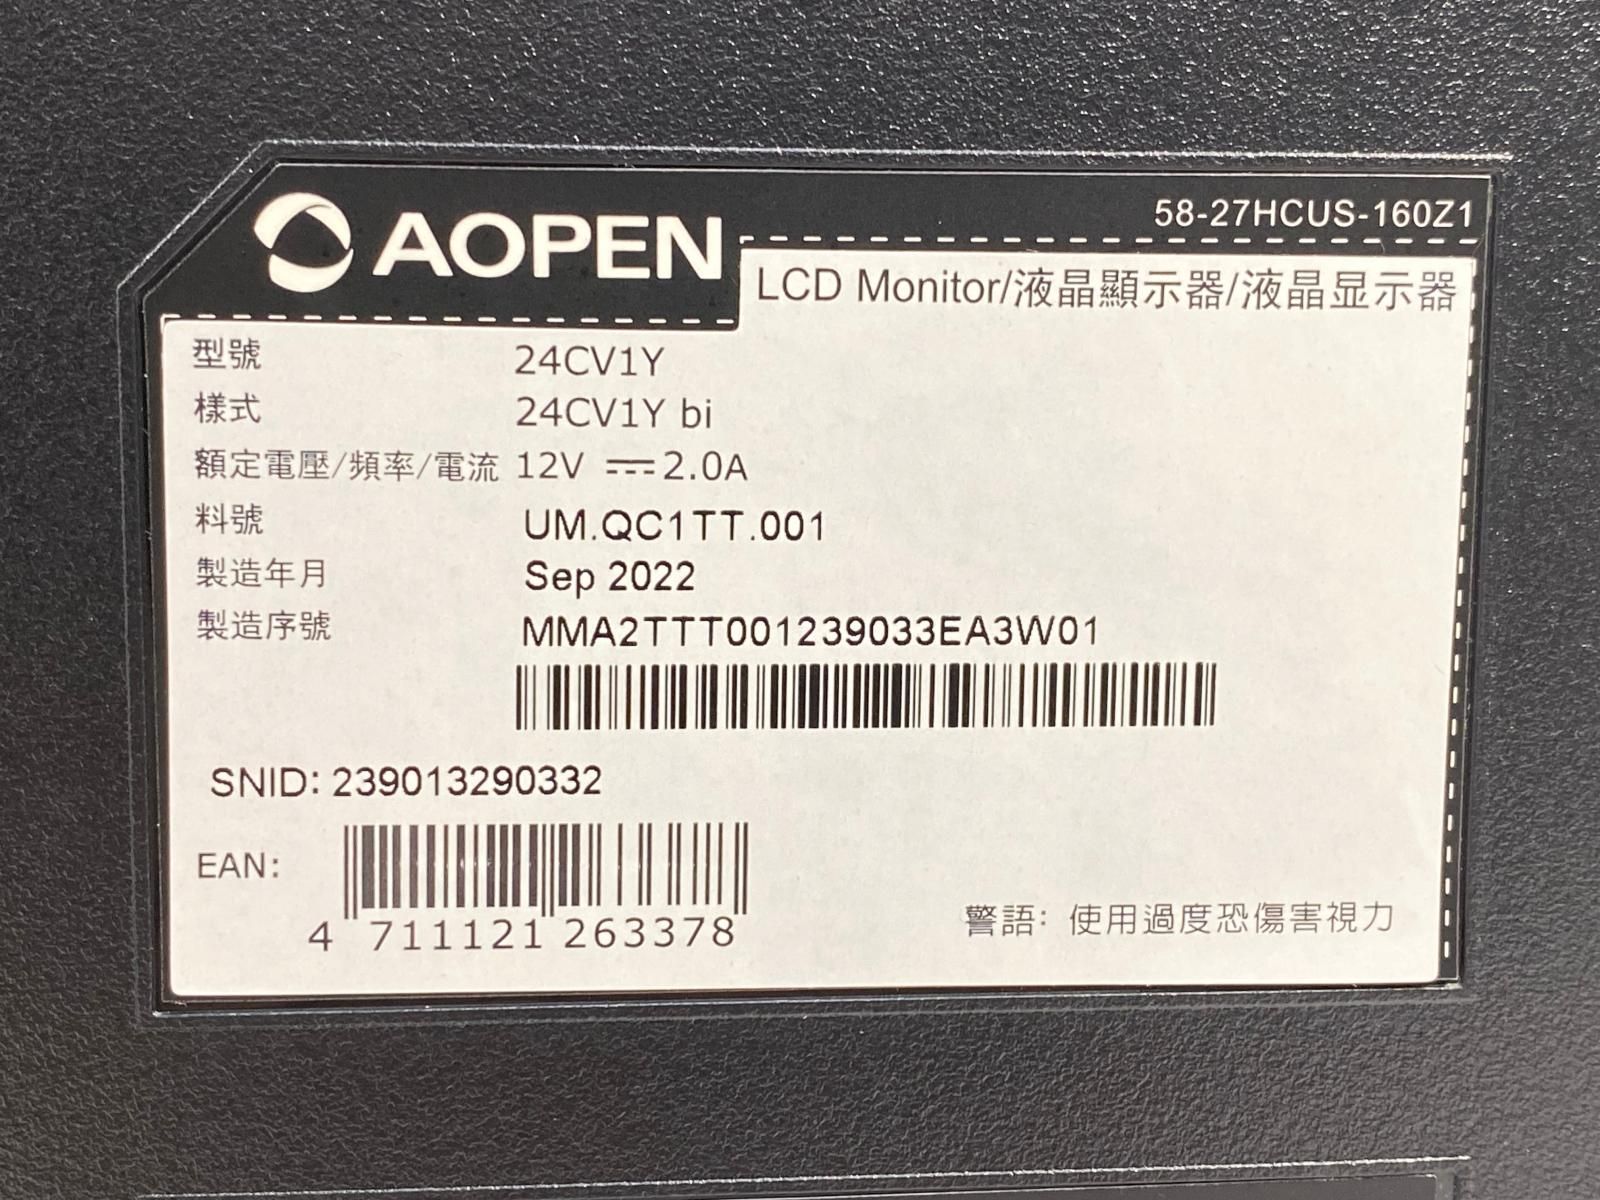 58-27HCUS-160Z1
AOPEN
LCD Monitor/液晶顯示器/液晶显示器
型號 24CV1Y
樣式 24CV1Y bi
額定電壓/頻率/電流 12V ⎓ 2.0A
料號 UM.QC1TT.001
製造年月 Sep 2022
製造序號 MMA2TTT001239033EA3W01
SNID: 239013290332
EAN:
4 711121 263378
警語: 使用過度恐傷害視力